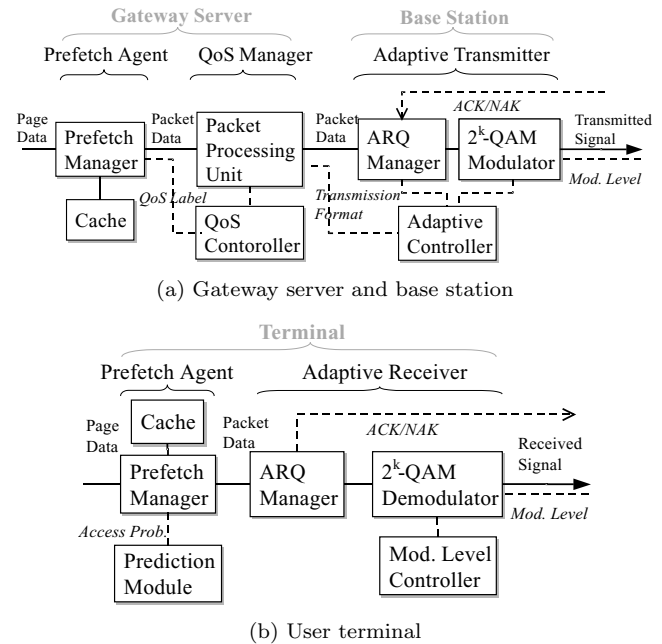 Gateway Server
Base Station
Prefetch Agent
QoS Manager
Adaptive Transmitter
ACK/NAK
Page
Data
Prefetch
Manager
Packet
Data
Packet
Processing
Unit
Packet
Data
ARQ
Manager
2^k-QAM
Modulator
Transmitted
Signal
Mod. Level
Cache
QoS Label
QoS
Contoroller
Transmission
Format
Adaptive
Controller
(a) Gateway server and base station
Terminal
Prefetch Agent
Adaptive Receiver
Cache
ACK/NAK
Page
Data
Prefetch
Manager
Packet
Data
ARQ
Manager
2^k-QAM
Demodulator
Received
Signal
Mod. Level
Access Prob.
Prediction
Module
Mod. Level
Controller
(b) User terminal